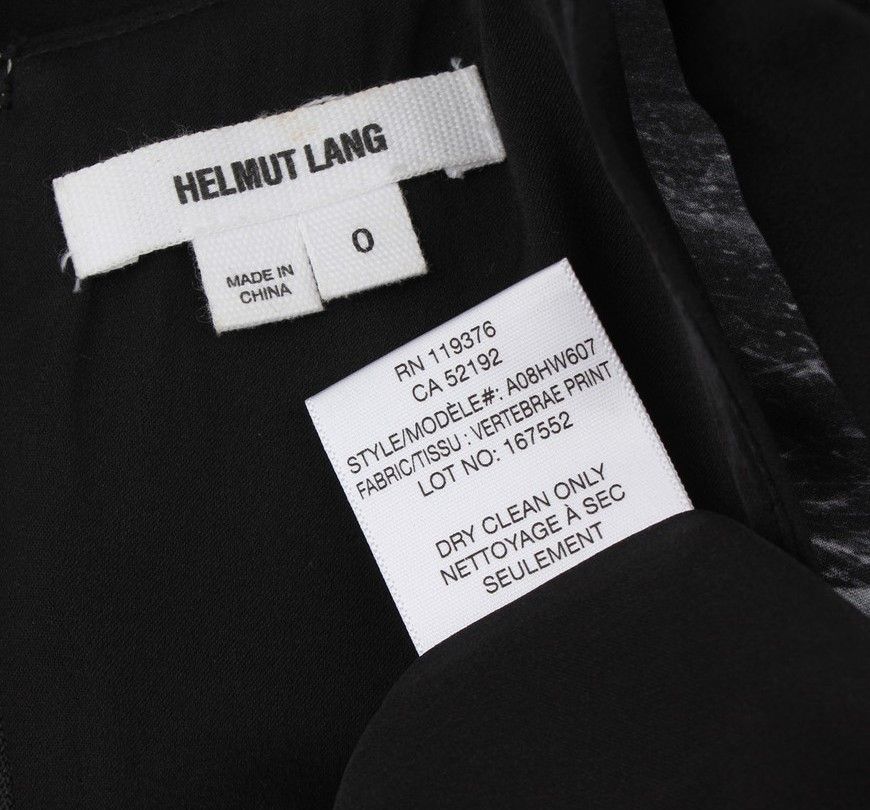 HELMUT LANG
MADE IN
CHINA
0
RN 119376
CA 52192
STYLE/MODÈLE#: A08HW607
FABRIC/TISSU : VERTEBRAE PRINT
LOT NO: 167552
DRY CLEAN ONLY
NETTOYAGE À SEC
SEULEMENT